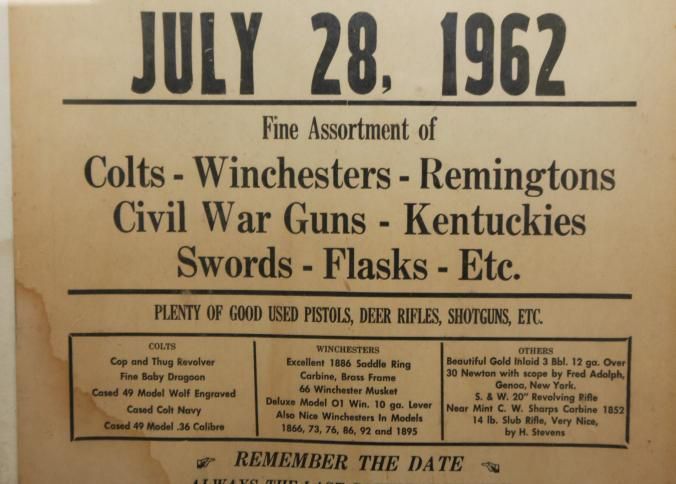 JULY 28, 1962
Fine Assortment of
Colts - Winchesters - Remingtons
Civil War Guns - Kentuckies
Swords - Flasks - Etc.
PLENTY OF GOOD USED PISTOLS, DEER RIFLES, SHOTGUNS, ETC.
COLTS
Cop and Thug Revolver
Fine Baby Dragoon
Cased 49 Model Wolf Engraved
Cased Colt Navy
Cased 49 Model .36 Calibre
WINCHESTERS
Excellent 1886 Saddle Ring
Carbine, Brass Frame
66 Winchester Musket
Deluxe Model O1 Win. 10 ga. Lever
Also Nice Winchesters In Models
1866, 73, 76, 86, 92 and 1895
OTHERS
Beautiful Gold Inlaid 3 Bbl. 12 ga. Over
30 Newton with scope by Fred Adolph,
Genoa, New York.
S. & W. 20" Revolving Rifle
Near Mint C. W. Sharps Carbine 1852
14 lb. Slub Rifle, Very Nice,
by H. Stevens
REMEMBER THE DATE
ALWAYS THE LAST